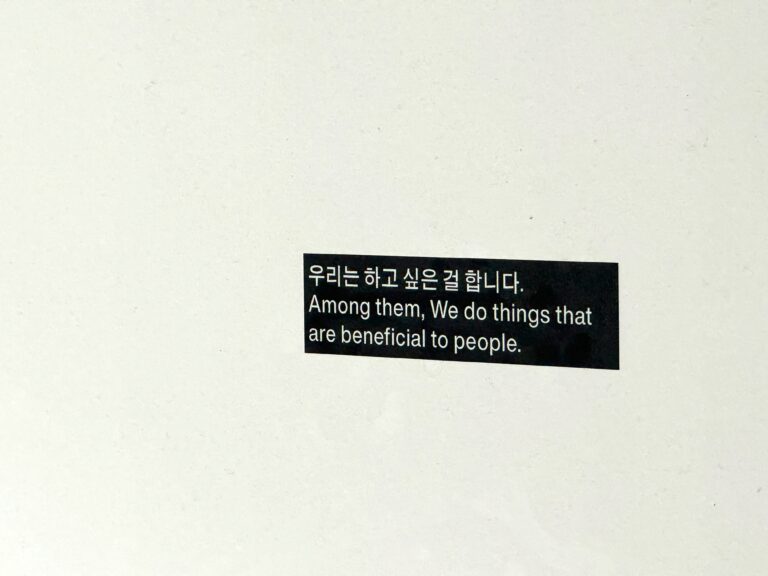 우리는 하고 싶은 걸 합니다.
Among them, We do things that
are beneficial to people.